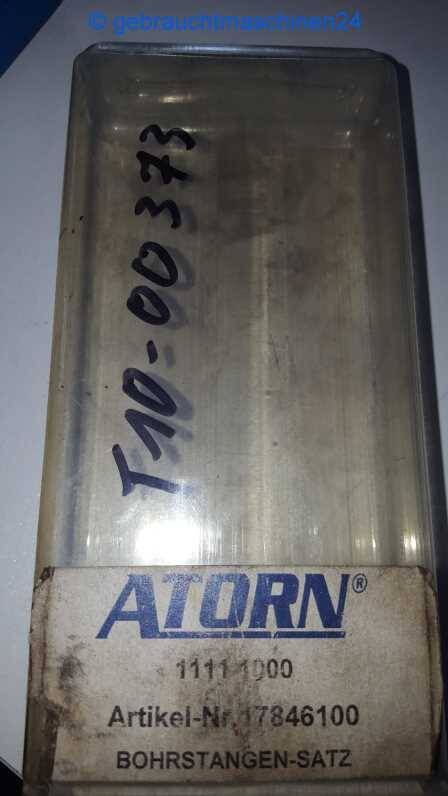 © gebrauchtmaschinen24
T10-00373
ATORN®
1111 1000
Artikel-Nr.17846100
BOHRSTANGEN-SATZ